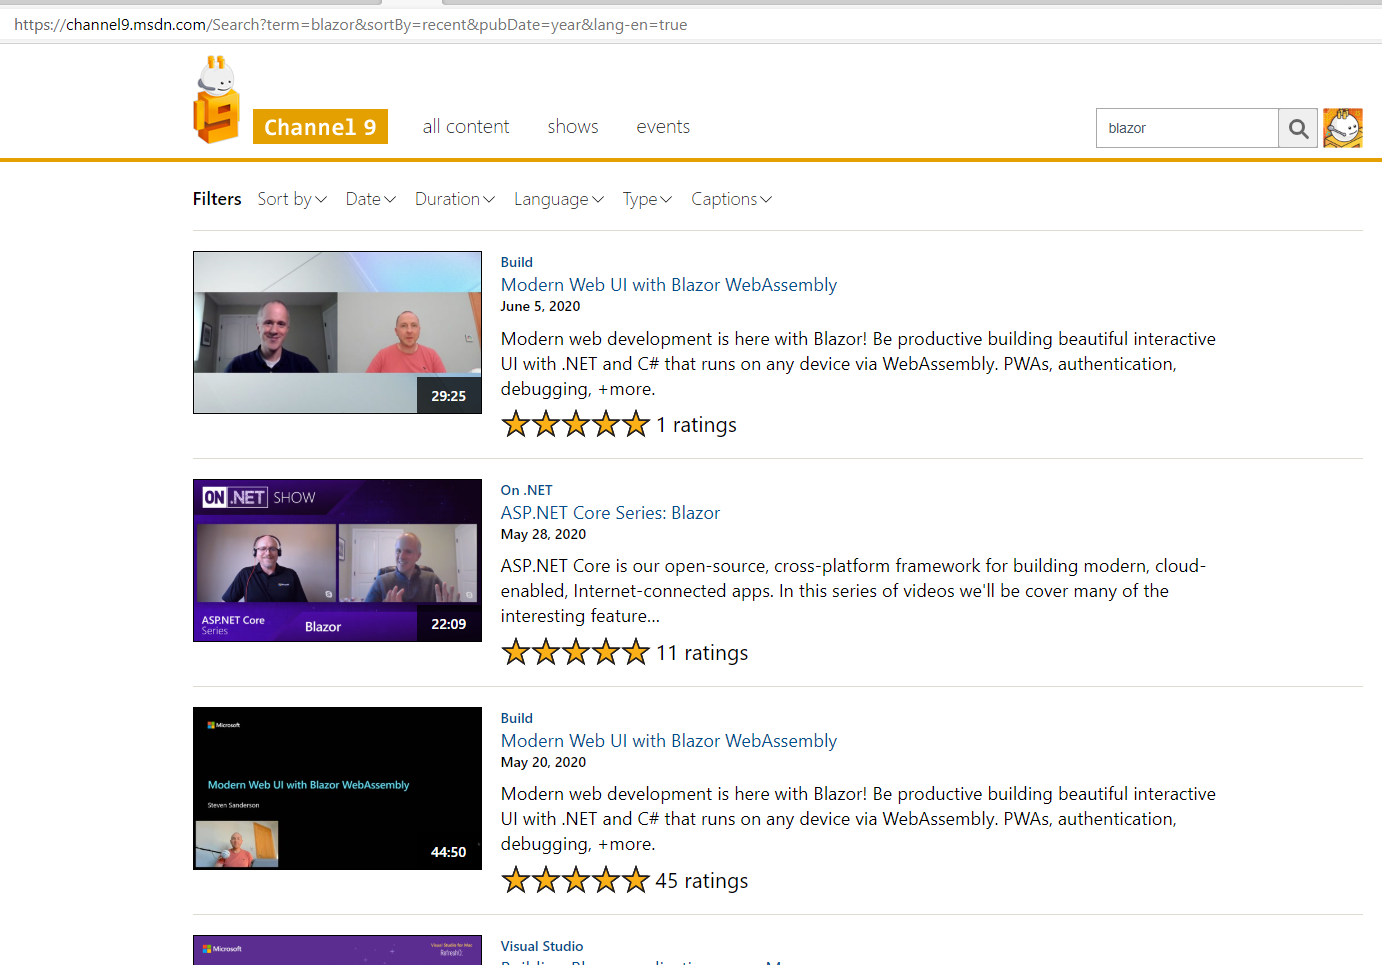 https://channel9.msdn.com/Search?term=blazor&sortBy=recent&pubDate=year&lang-en=true
9
Channel 9
all content
shows
events
blazor
Filters
Sort by
Date
Duration
Language
Type
Captions
29:25
Build
Modern Web UI with Blazor WebAssembly
June 5, 2020
Modern web development is here with Blazor! Be productive building beautiful interactive
UI with .NET and C# that runs on any device via WebAssembly. PWAs, authentication,
debugging, +more.
1 ratings
ON .NET SHOW
ASP.NET Core
Series
Blazor
22:09
On .NET
ASP.NET Core Series: Blazor
May 28, 2020
ASP.NET Core is our open-source, cross-platform framework for building modern, cloud-
enabled, Internet-connected apps. In this series of videos we'll be cover many of the
interesting feature...
11 ratings
Microsoft
Modern Web UI with Blazor WebAssembly
Steven Sanderson
44:50
Build
Modern Web UI with Blazor WebAssembly
May 20, 2020
Modern web development is here with Blazor! Be productive building beautiful interactive
UI with .NET and C# that runs on any device via WebAssembly. PWAs, authentication,
debugging, +more.
45 ratings
Microsoft
Visual Studio for Mac
Refresh();
Visual Studio